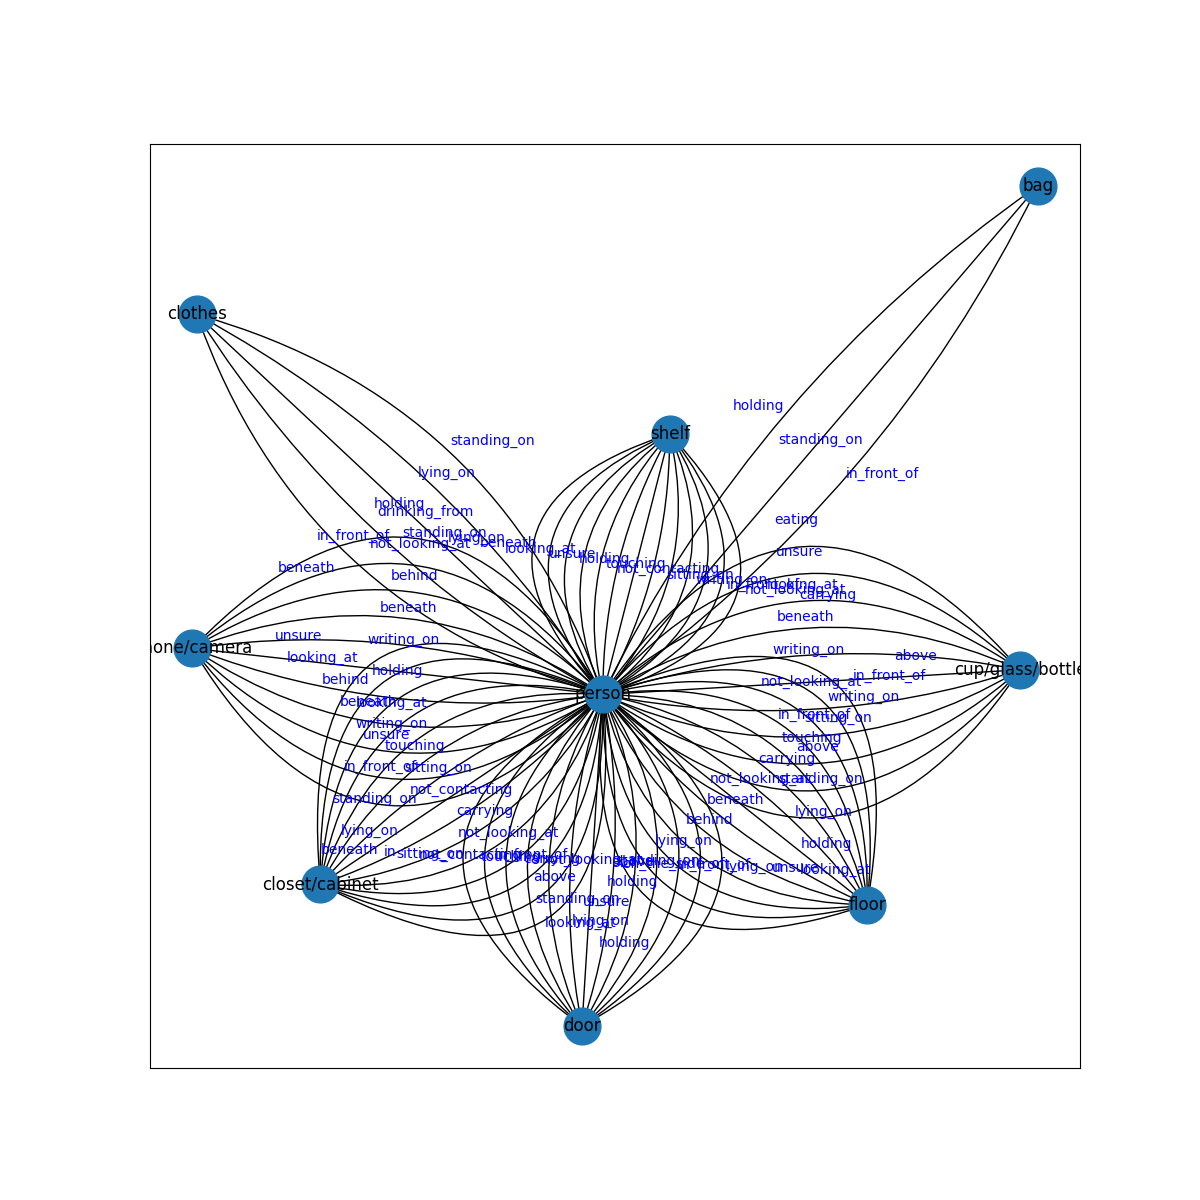 bag
clothes
holding
shelf
standing_on
standing_on
lying_on
in_front_of
holding
drinking_from
eating
in_front_of
standing_on
lying_on
not_looking_at
beneath
looking_at
unsure
unsure
holding
touching
not_contacting
beneath
behind
sitting_on
writing_on
looking_at
not_looking_at
carrying
beneath
beneath
unsure
writing_on
one/camera
looking_at
writing_on
above
holding
cup/glass/bottle
behind
in_front_of
not_looking_at
person
beneath
looking_at
writing_on
in_front_of
sitting_on
writing_on
unsure
touching
touching
above
carrying
in_front_of
sitting_on
not_looking_at
standing_on
not_contacting
standing_on
beneath
carrying
lying_on
behind
lying_on
not_looking_at
lying_on
holding
beneath
sitting_on
in_front_of
lying_on
unsure
looking_at
above
closet/cabinet
holding
standing_on
unsure
floor
looking_at
lying_on
holding
door